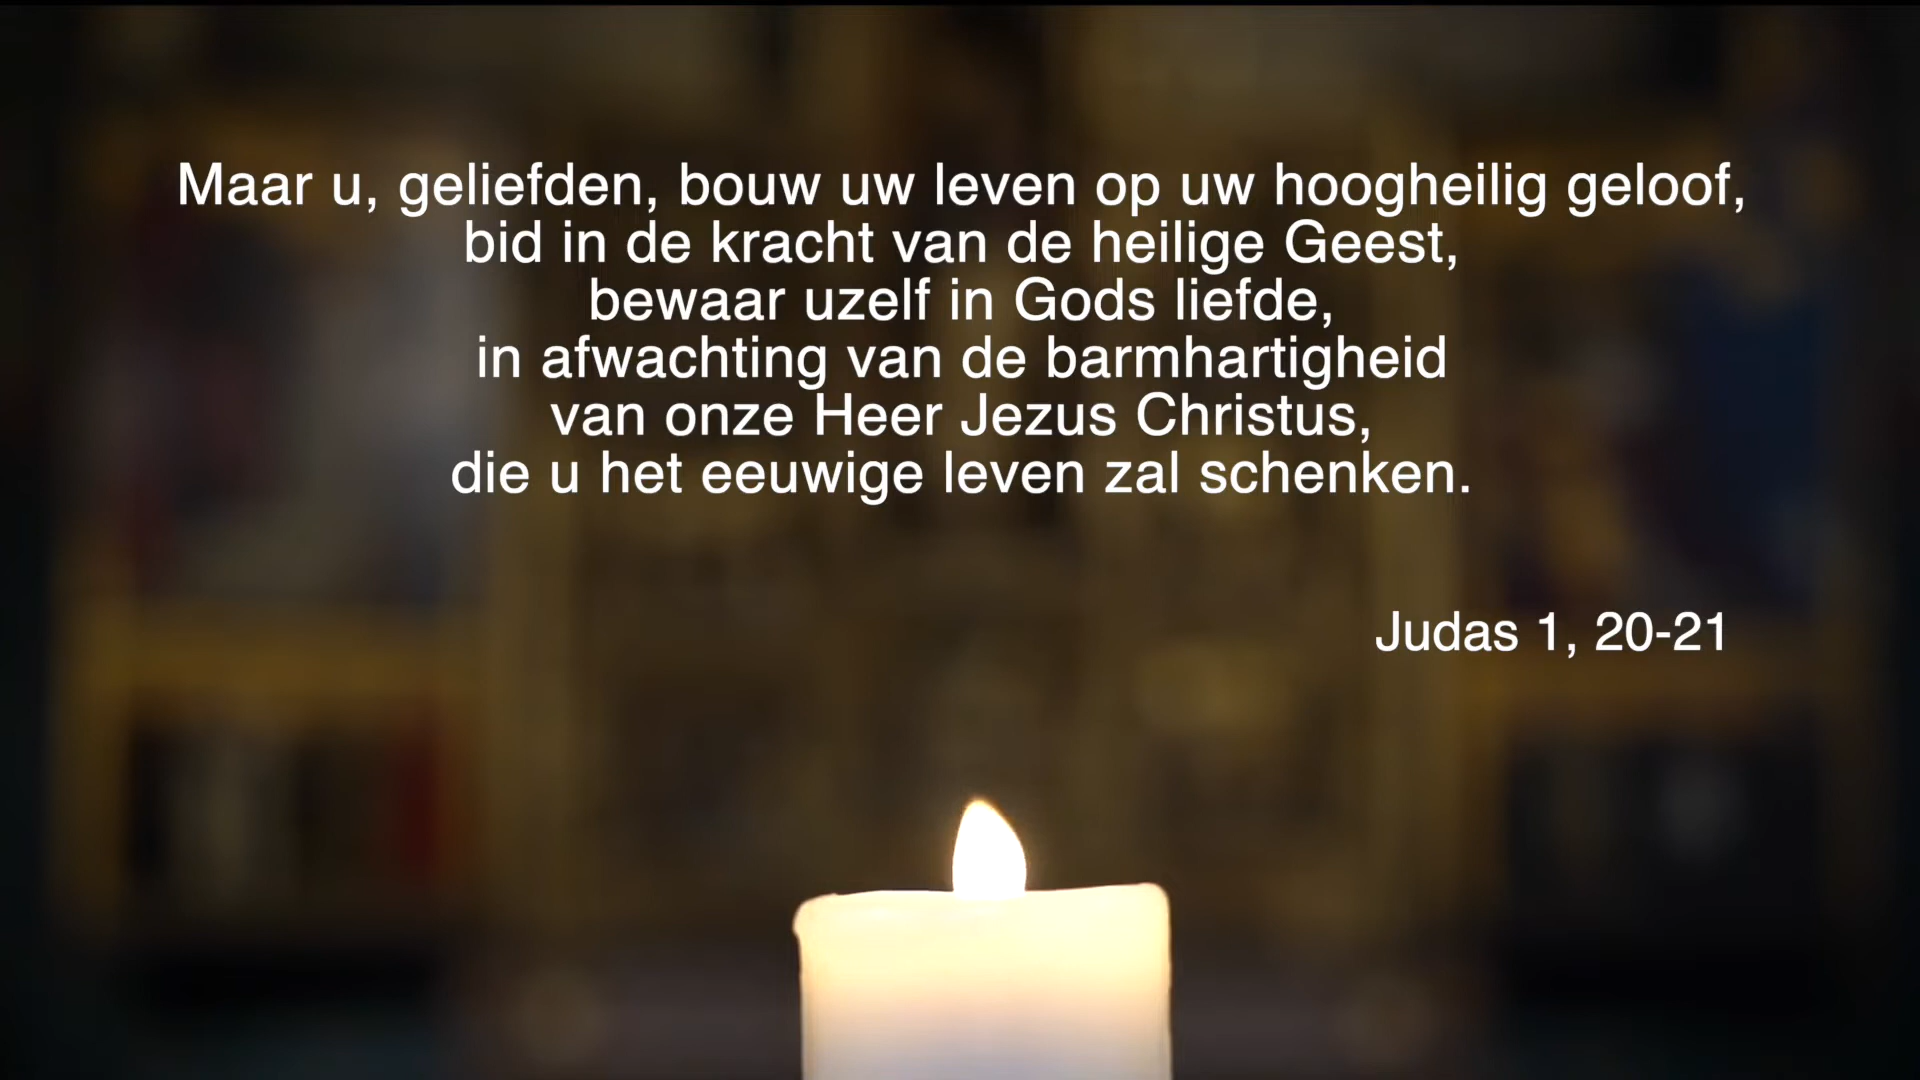 Maar u, geliefden, bouw uw leven op uw hoogheilig geloof,
bid in de kracht van de heilige Geest,
bewaar uzelf in Gods liefde,
in afwachting van de barmhartigheid
van onze Heer Jezus Christus,
die u het eeuwige leven zal schenken.
Judas 1, 20-21